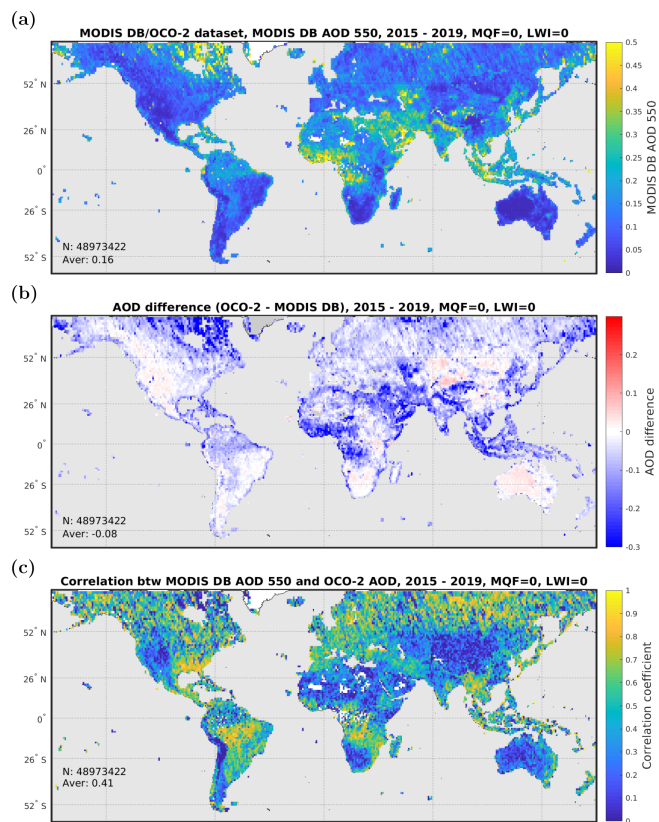 (a)
MODIS DB/OCO-2 dataset, MODIS DB AOD 550, 2015 - 2019, MQF=0, LWI=0
52° N
26° N
0°
26° S
52° S
N: 48973422
Aver: 0.16
0.5
0.45
0.4
0.35
0.3
0.25
0.2
0.15
0.1
0.05
0
MODIS DB AOD 550
(b)
AOD difference (OCO-2 - MODIS DB), 2015 - 2019, MQF=0, LWI=0
52° N
26° N
0°
26° S
52° S
N: 48973422
Aver: -0.08
0.2
0.1
0
-0.1
-0.2
-0.3
AOD difference
(c)
Correlation btw MODIS DB AOD 550 and OCO-2 AOD, 2015 - 2019, MQF=0, LWI=0
52° N
26° N
0°
26° S
52° S
N: 48973422
Aver: 0.41
1
0.9
0.8
0.7
0.6
0.5
0.4
0.3
0.2
0.1
0
Correlation coefficient